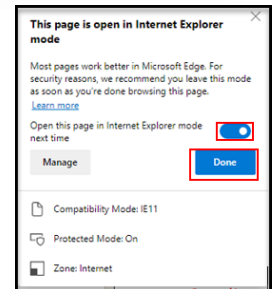 This page is open in Internet Explorer
mode
Most pages work better in Microsoft Edge. For
security reasons, we recommend you leave this mode
as soon as you're done browsing this page.
Learn more
Open this page in Internet Explorer mode
next time
Manage
Done
Compatibility Mode: IE11
Protected Mode: On
Zone: Internet